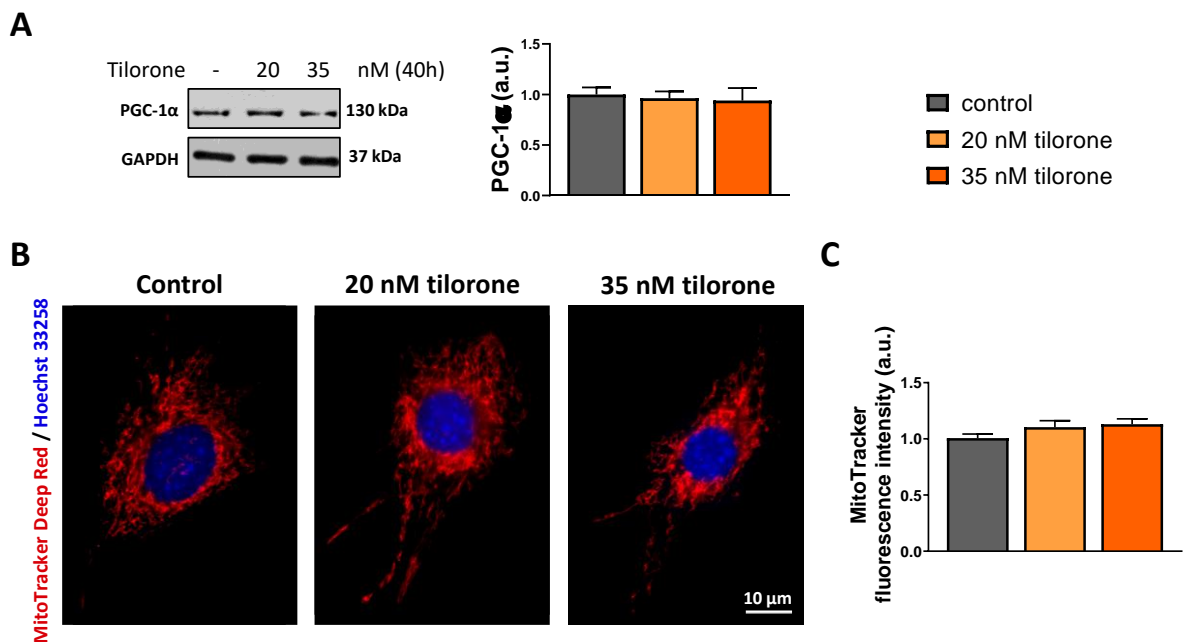 A
Tilorone - 20 35 nM (40h)
PGC-1α 130 kDa
GAPDH 37 kDa
PGC-1α (a.u.)
1.5
1.0
0.5
0.0
control
20 nM tilorone
35 nM tilorone
B
Control 20 nM tilorone 35 nM tilorone
MitoTracker Deep Red / Hoechst 33258
10 µm
C
MitoTracker
fluorescence intensity (a.u.)
1.5
1.0
0.5
0.0